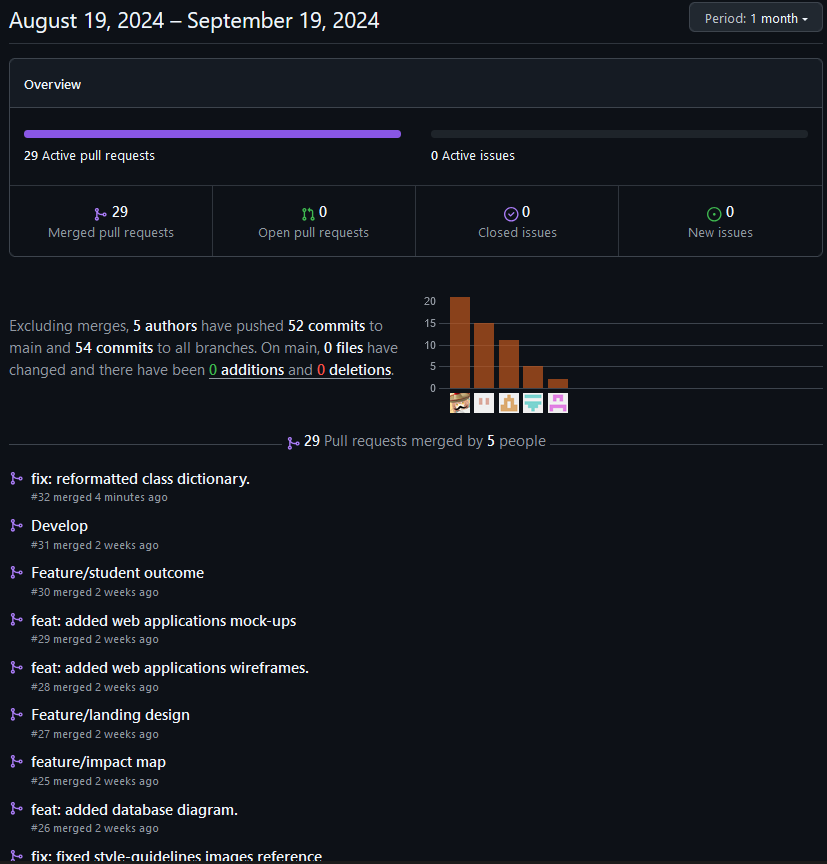 August 19, 2024 – September 19, 2024
Period: 1 month
Overview
29 Active pull requests
0 Active issues
29
Merged pull requests
0
Open pull requests
0
Closed issues
0
New issues
Excluding merges, 5 authors have pushed 52 commits to
main and 54 commits to all branches. On main, 0 files have
changed and there have been 0 additions and 0 deletions.
20
15
10
5
0
29 Pull requests merged by 5 people
fix: reformatted class dictionary.
#32 merged 4 minutes ago
Develop
#31 merged 2 weeks ago
Feature/student outcome
#30 merged 2 weeks ago
feat: added web applications mock-ups
#29 merged 2 weeks ago
feat: added web applications wireframes.
#28 merged 2 weeks ago
Feature/landing design
#27 merged 2 weeks ago
feature/impact map
#25 merged 2 weeks ago
feat: added database diagram.
#26 merged 2 weeks ago
fix: fixed style-guidelines images reference